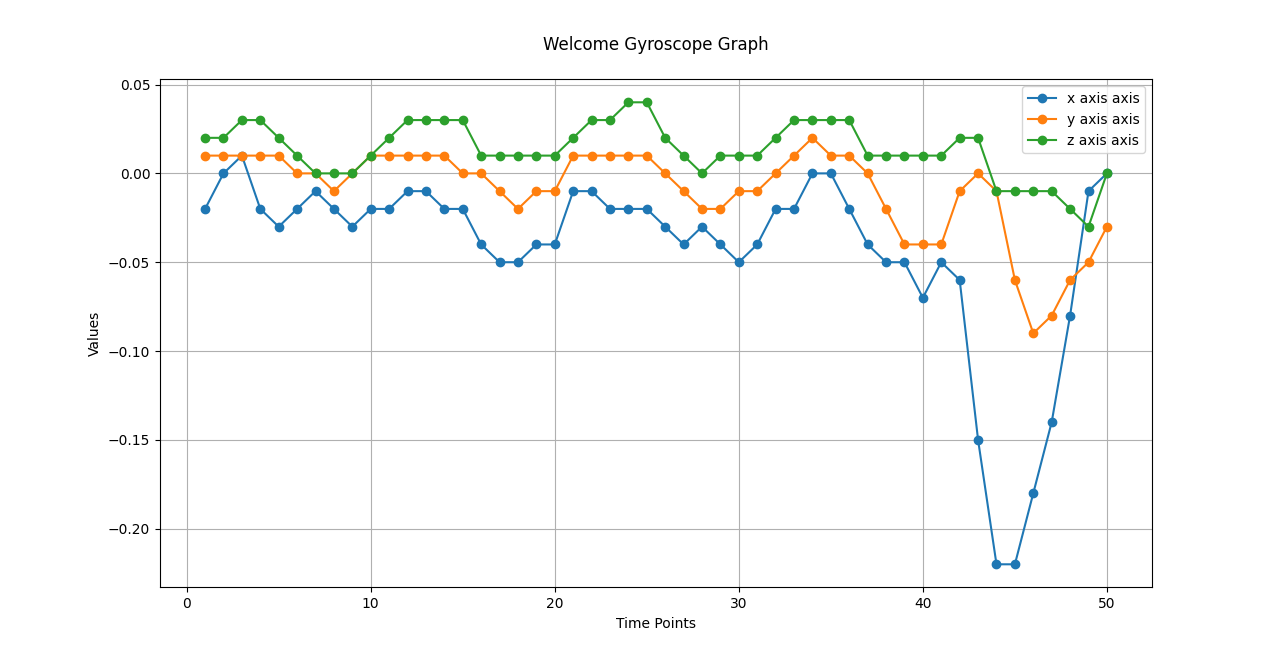 Welcome Gyroscope Graph
x axis axis
y axis axis
z axis axis
Values
0.05
0.00
−0.05
−0.10
−0.15
−0.20
0 10 20 30 40 50
Time Points